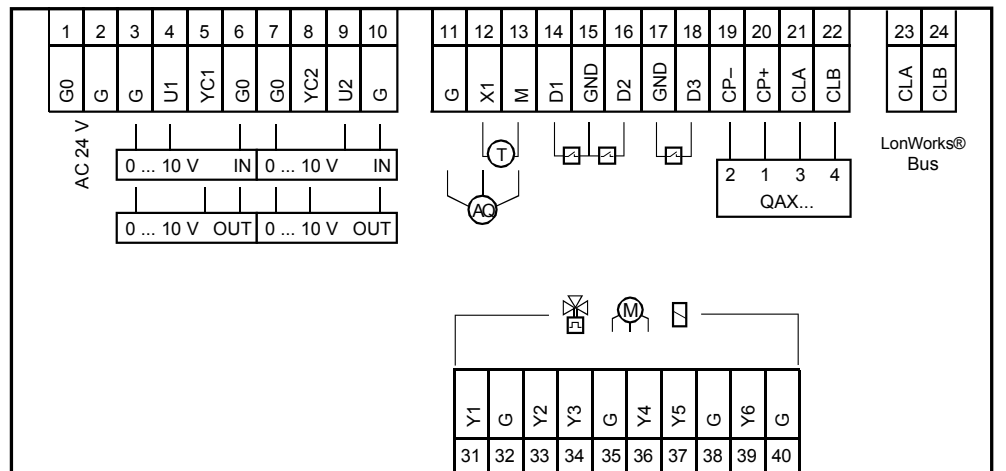 1 2 3 4 5 6 7 8 9 10 11 12 13 14 15 16 17 18 19 20 21 22 23 24
G0 G G U1 YC1 G0 G0 YC2 U2 G G X1 M D1 GND D2 GND D3 CP– CP+ CLA CLB CLA CLB
AC 24 V
0 ... 10 V IN 0 ... 10 V IN
T
2 1 3 4
QAX...
LonWorks®
Bus
0 ... 10 V OUT 0 ... 10 V OUT
AQ
M
Y1 G Y2 Y3 G Y4 Y5 G Y6 G
31 32 33 34 35 36 37 38 39 40